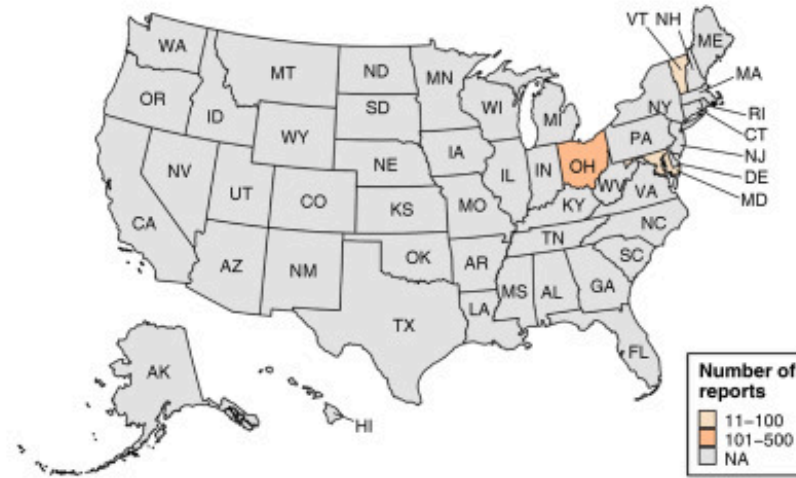 VT NH
WA
ME
MT
ND
MN
MA
OR
ID
SD
WI
MI
NY
RI
WY
CT
PA
NJ
IA
NE
NV
IL
IN
OH
DE
UT
WV
MD
CO
VA
CA
KS
MO
KY
NC
TN
OK
AZ
NM
AR
SC
MS
AL
GA
LA
TX
FL
AK
HI
Number of
reports
11–100
101–500
NA